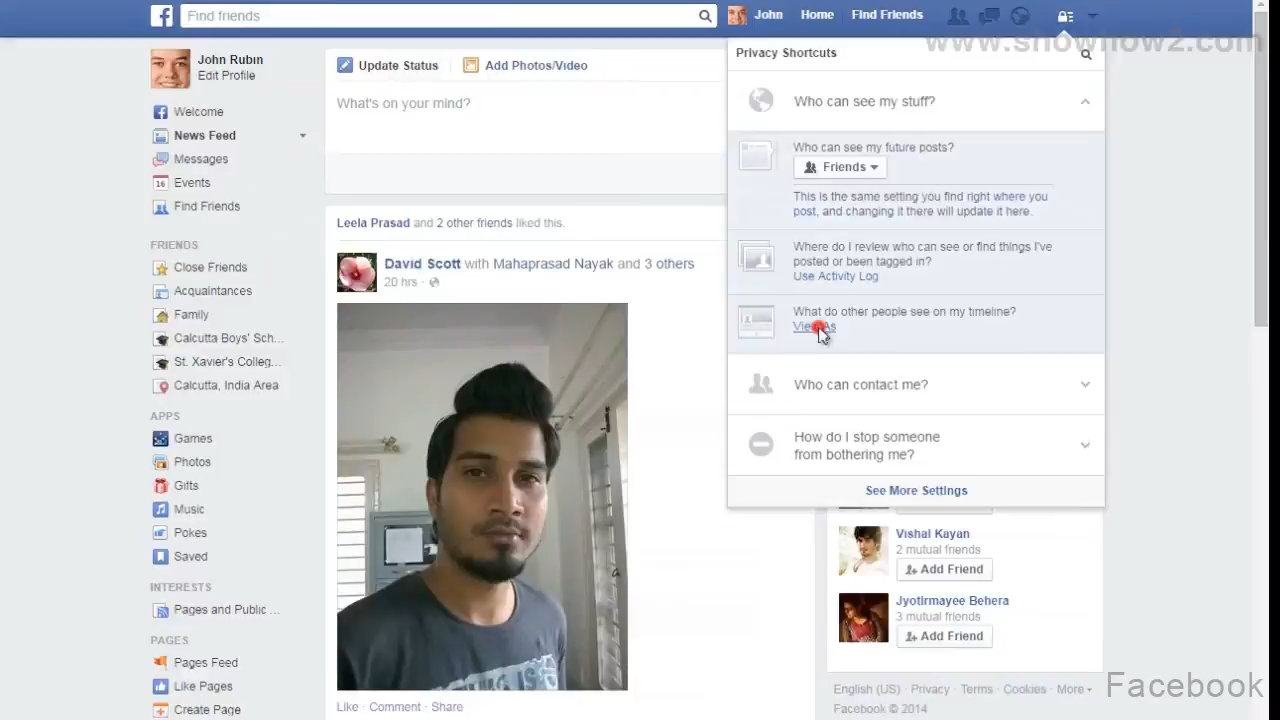 Find friends
John
Home
Find Friends
www.showhow2.com
John Rubin
Edit Profile
Welcome
News Feed
Messages
16
Events
Find Friends
FRIENDS
Close Friends
Acquaintances
Family
Calcutta Boys' Sch...
St. Xavier's Colleg...
Calcutta, India Area
APPS
Games
Photos
Gifts
Music
Pokes
Saved
INTERESTS
Pages and Public ...
PAGES
Pages Feed
Like Pages
Create Page
Update Status
Add Photos/Video
What's on your mind?
Leela Prasad and 2 other friends liked this.
David Scott with Mahaprasad Nayak and 3 others
20 hrs ·
Like · Comment · Share
Privacy Shortcuts
Who can see my stuff?
Who can see my future posts?
Friends
This is the same setting you find right where you
post, and changing it there will update it here.
Where do I review who can see or find things I've
posted or been tagged in?
Use Activity Log
What do other people see on my timeline?
View As
Who can contact me?
How do I stop someone
from bothering me?
See More Settings
Vishal Kayan
2 mutual friends
Add Friend
Jyotirmayee Behera
3 mutual friends
Add Friend
English (US) · Privacy · Terms · Cookies · More
Facebook © 2014
Facebook